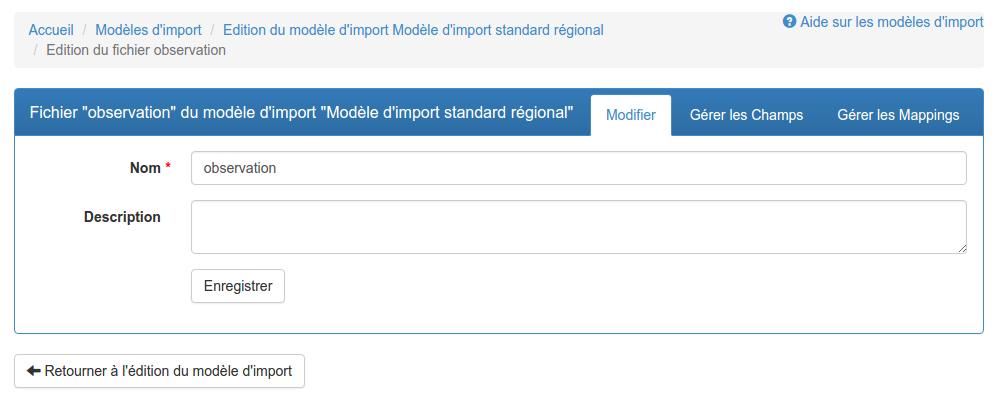 Accueil / Modèles d'import / Edition du modèle d'import Modèle d'import standard régional
/ Edition du fichier observation
Aide sur les modèles d'import
Fichier "observation" du modèle d'import "Modèle d'import standard régional" Modifier Gérer les Champs Gérer les Mappings
Nom * observation
Description
Enregistrer
Retourner à l'édition du modèle d'import